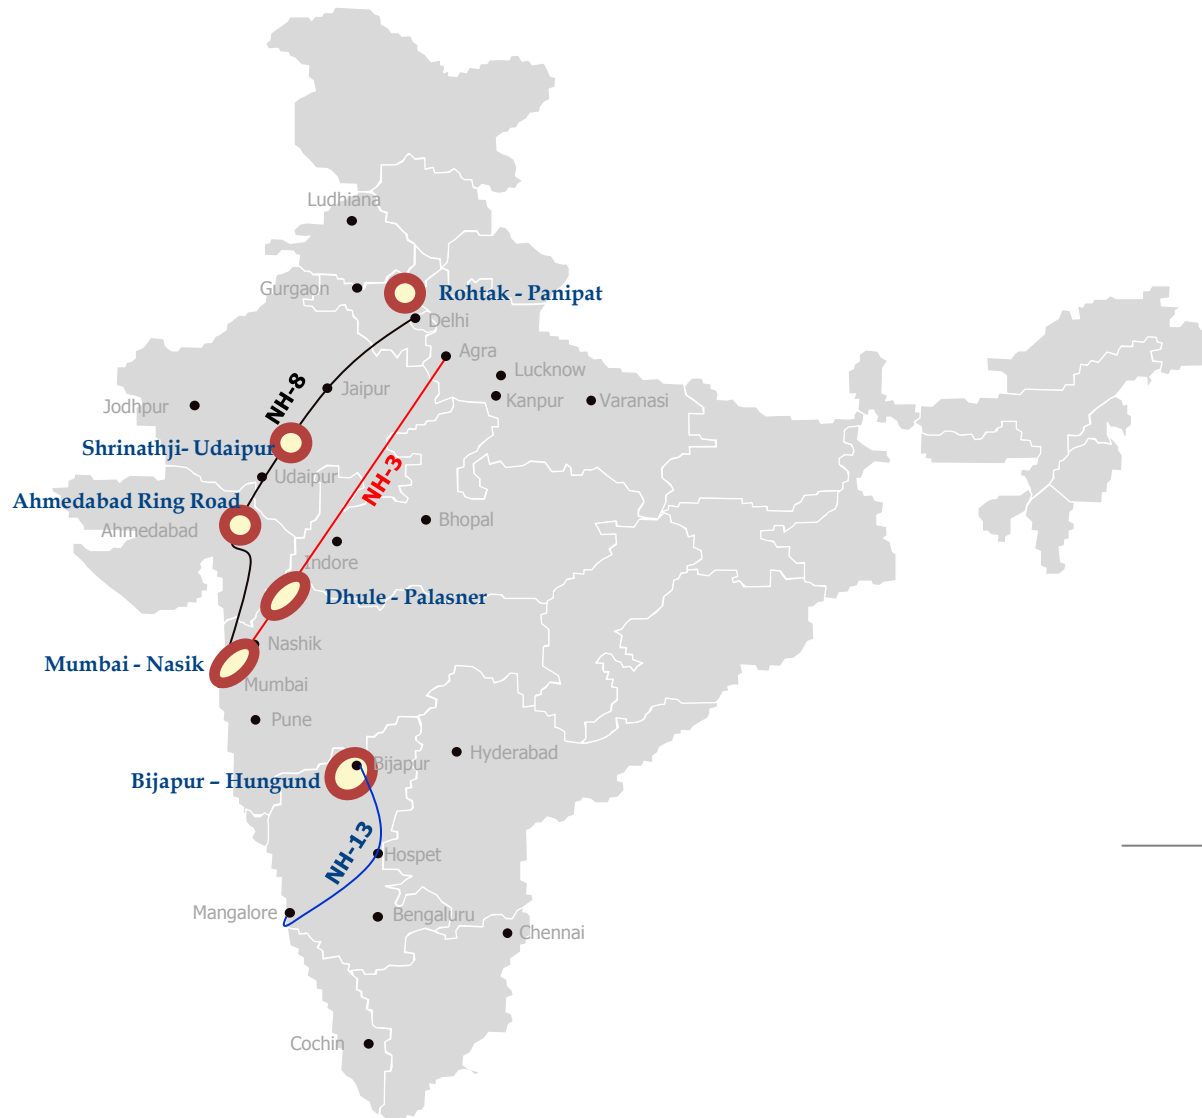 Ludhiana
Gurgaon
Rohtak - Panipat
Delhi
Agra
Lucknow
Jaipur
NH-8
Kanpur
Varanasi
Jodhpur
Shrinathji- Udaipur
Udaipur
NH-3
Ahmedabad Ring Road
Ahmedabad
Bhopal
Indore
Dhule - Palasner
Nashik
Mumbai - Nasik
Mumbai
Pune
Hyderabad
Bijapur
Bijapur – Hungund
NH-13
Hospet
Mangalore
Bengaluru
Chennai
Cochin